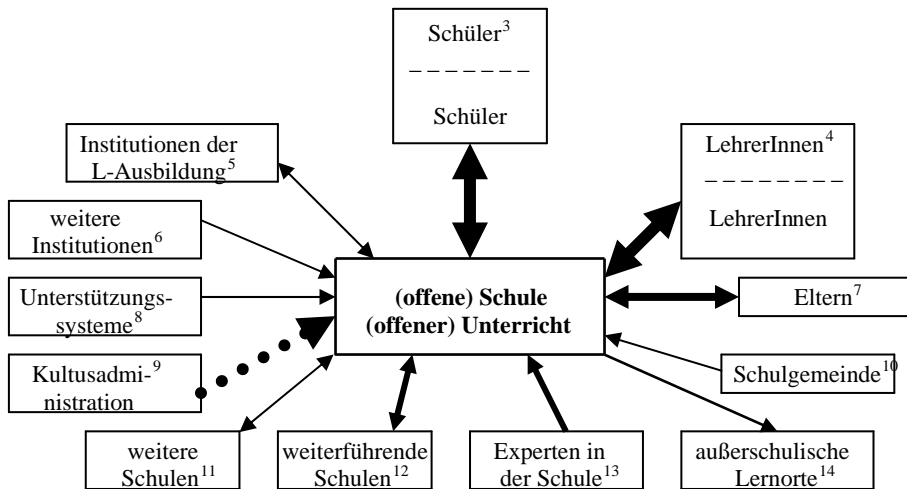 Schüler³
Schüler
Institutionen der
L-Ausbildung⁵
LehrerInnen⁴
LehrerInnen
weitere
Institutionen⁶
Unterstützungs-
systeme⁸
(offene) Schule
(offener) Unterricht
Eltern⁷
Kultusadmi-⁹
nistration
Schulgemeinde¹⁰
weitere
Schulen¹¹
weiterführende
Schulen¹²
Experten in
der Schule¹³
außerschulische
Lernorte¹⁴